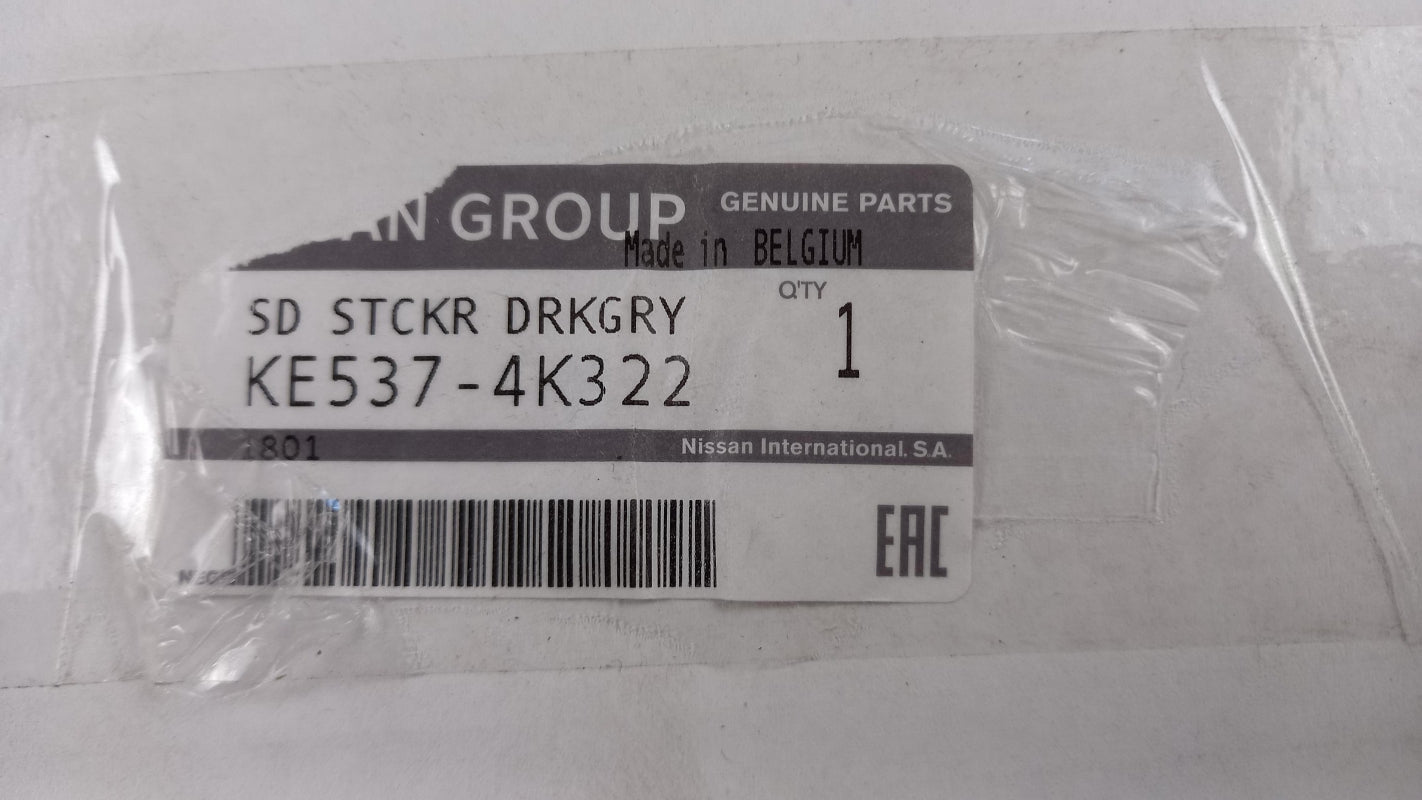 AN GROUP GENUINE PARTS
Made in BELGIUM
SD STCKR DRKGRY Q'TY
KE537-4K322 1
1801 Nissan International. S.A.
EAC